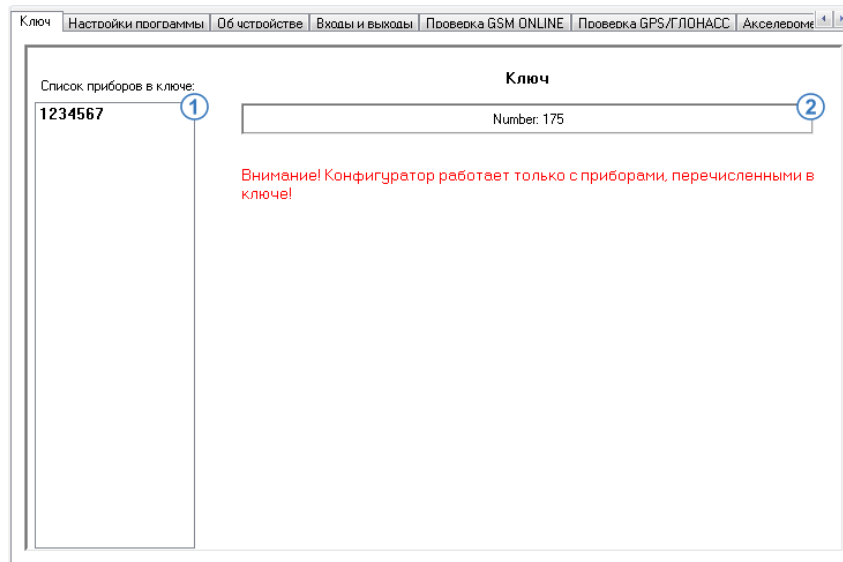 Ключ Настройки программы Об устройстве Входы и выходы Проверка GSM ONLINE Проверка GPS/ГЛОНАСС Акселероме
Ключ
Список приборов в ключе:
1234567
1
Number: 175
2
Внимание! Конфигуратор работает только с приборами, перечисленными в
ключе!